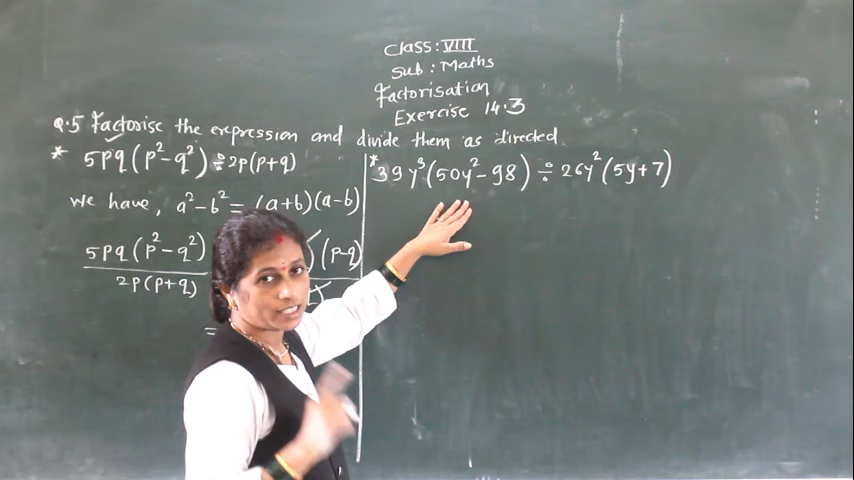 Class: VIII
Sub: Maths
Factorisation
Exercise 14.3
Q.5 Factorise the expression and divide them as directed.
* 5pq(p²-q²) ÷ 2p(p+q)
we have, a²-b² = (a+b)(a-b)
5pq(p²-q²)
2p(p+q)
) (p-q)
=
* 39y³(50y²-98) ÷ 26y²(5y+7)